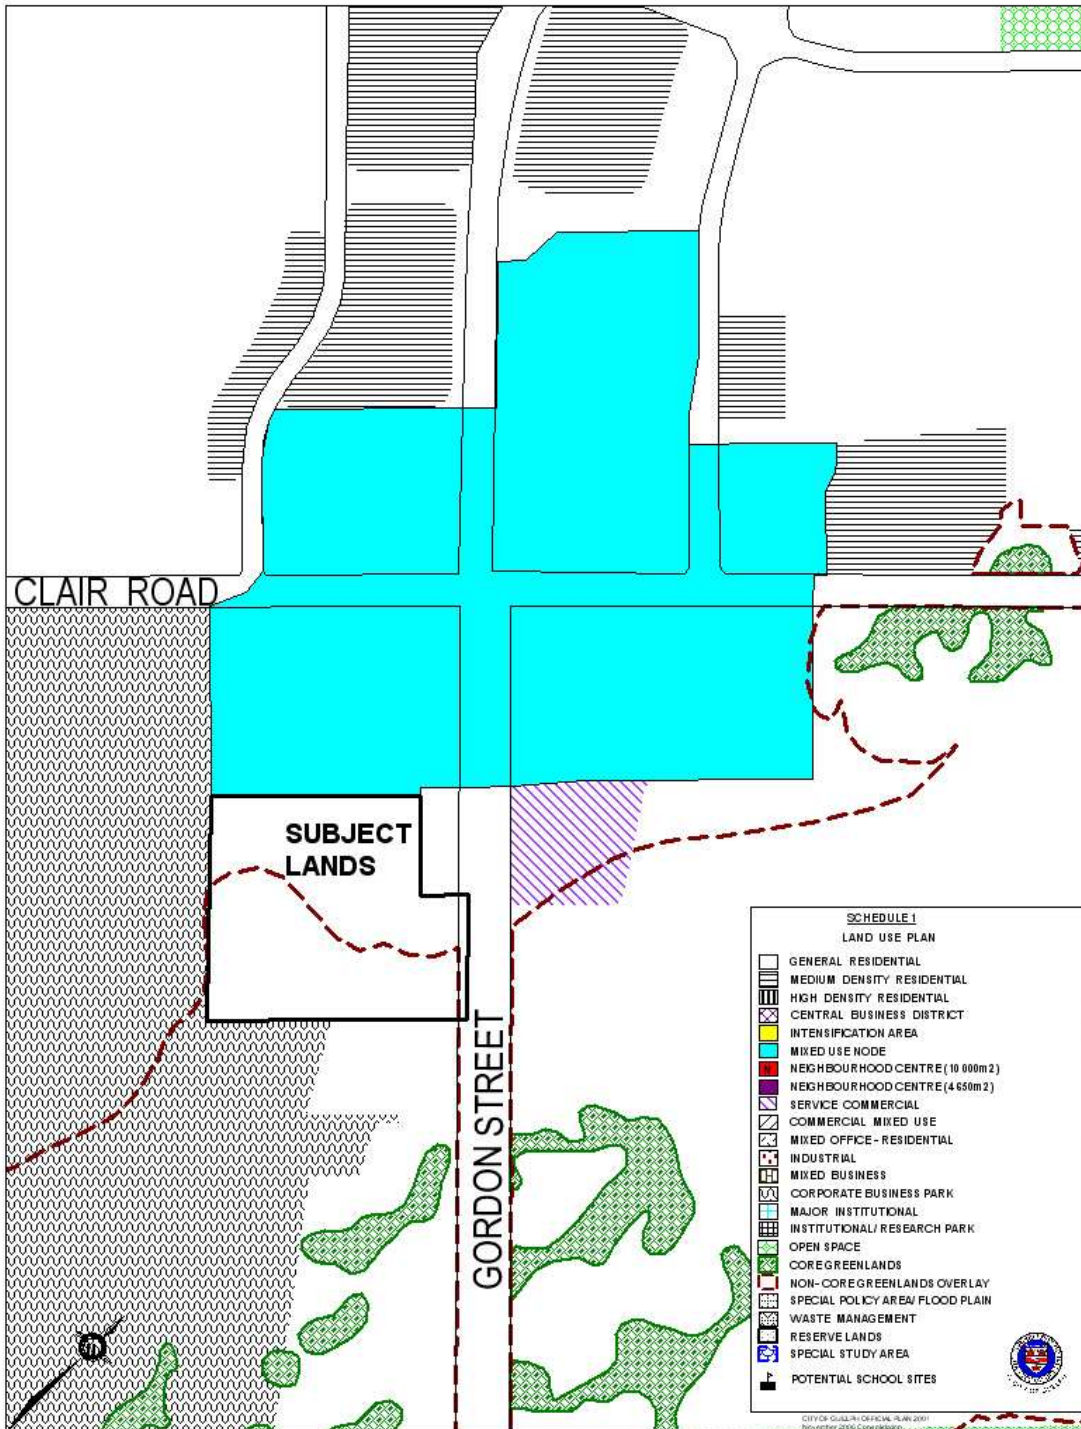 CLAIR ROAD
SUBJECT
LANDS
GORDON STREET
SCHEDULE 1
LAND USE PLAN
GENERAL RESIDENTIAL
MEDIUM DENSITY RESIDENTIAL
HIGH DENSITY RESIDENTIAL
CENTRAL BUSINESS DISTRICT
INTENSIFICATION AREA
MIXED USE NODE
NEIGHBOURHOOD CENTRE (10 000m2)
NEIGHBOURHOOD CENTRE (4 650m2)
SERVICE COMMERCIAL
COMMERCIAL MIXED USE
MIXED OFFICE - RESIDENTIAL
INDUSTRIAL
MIXED BUSINESS
CORPORATE BUSINESS PARK
MAJOR INSTITUTIONAL
INSTITUTIONAL/ RESEARCH PARK
OPEN SPACE
CORE GREENLANDS
NON-CORE GREENLANDS OVERLAY
SPECIAL POLICY AREA/ FLOOD PLAIN
WASTE MANAGEMENT
RESERVE LANDS
SPECIAL STUDY AREA
POTENTIAL SCHOOL SITES
CITY OF GUELPH OFFICIAL PLAN 2001
November 2006 Consolidation